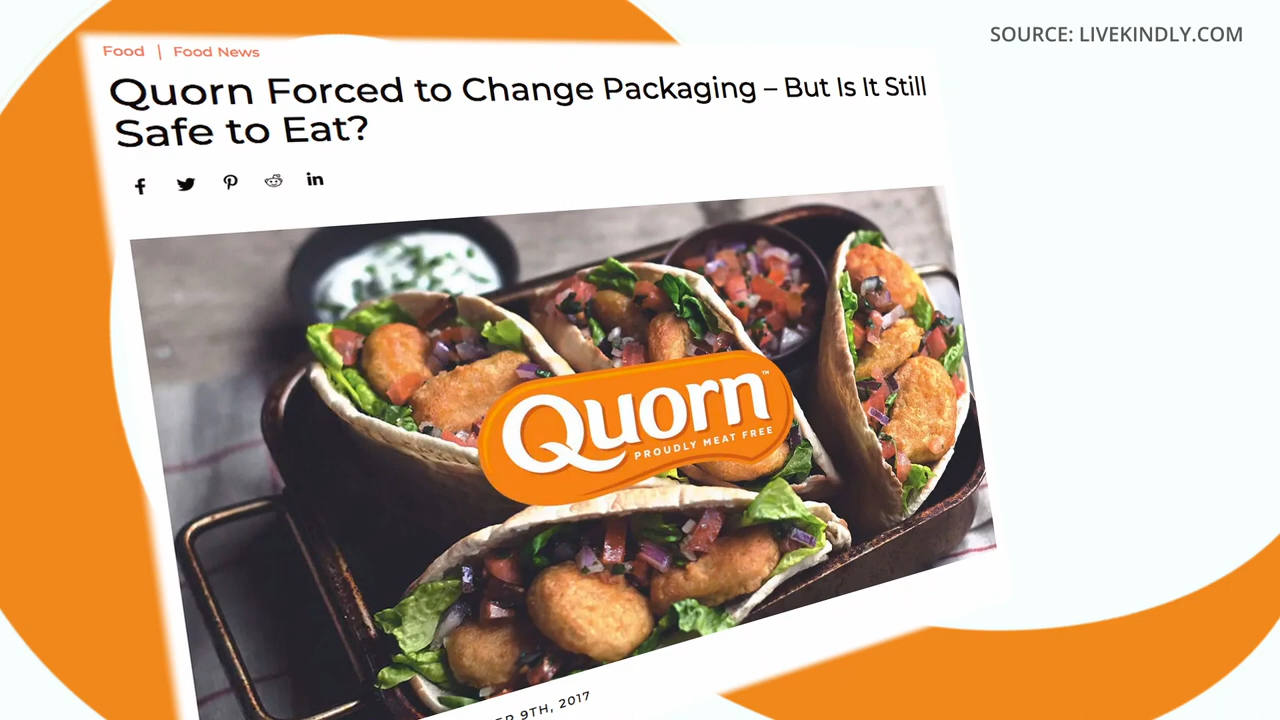 SOURCE: LIVEKINDLY.COM
Food | Food News
Quorn Forced to Change Packaging – But Is It Still
Safe to Eat?
Quorn™
PROUDLY MEAT FREE
9TH, 2017